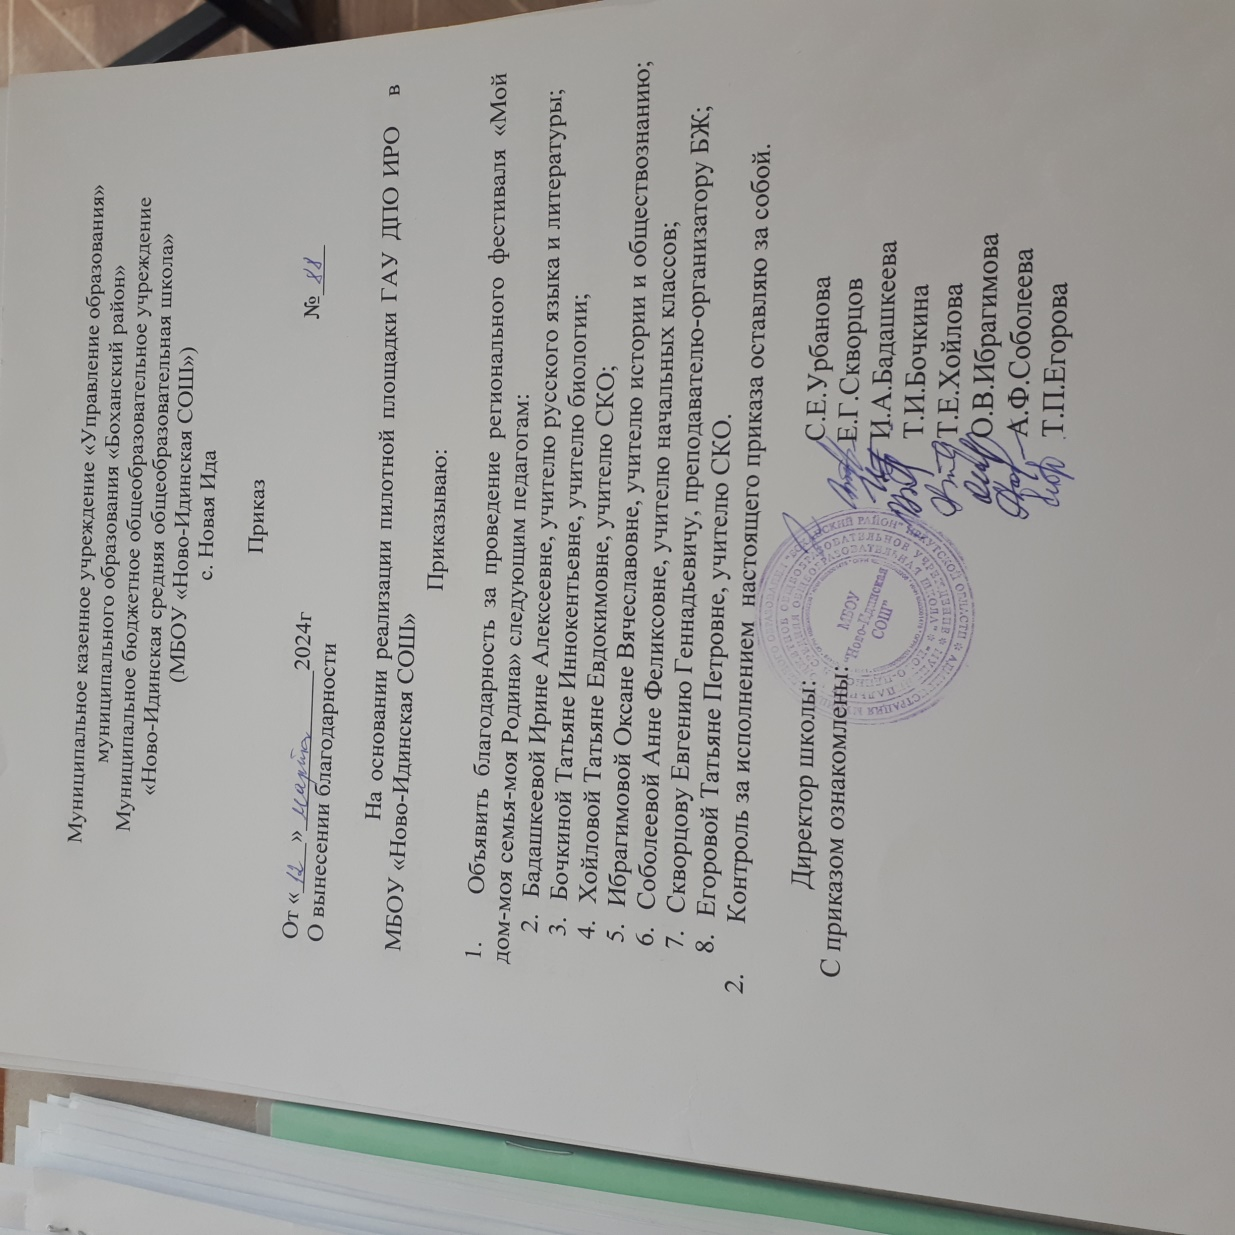 Муниципальное казенное учреждение «Управление образования»
муниципального образования «Боханский район»
Муниципальное бюджетное общеобразовательное учреждение
«Ново-Идинская средняя общеобразовательная школа»
(МБОУ «Ново-Идинская СОШ»)
с. Новая Ида
Приказ
От «12» марта 2024г № 88
О вынесении благодарности
На основании реализации пилотной площадки ГАУ ДПО ИРО в
МБОУ «Ново-Идинская СОШ»
Приказываю:
1. Объявить благодарность за проведение регионального фестиваля «Мой
дом-моя семья-моя Родина» следующим педагогам:
2. Бадашкеевой Ирине Алексеевне, учителю русского языка и литературы;
3. Бочкиной Татьяне Иннокентьевне, учителю биологии;
4. Хойловой Татьяне Евдокимовне, учителю СКО;
5. Ибрагимовой Оксане Вячеславовне, учителю истории и обществознанию;
6. Соболеевой Анне Феликсовне, учителю начальных классов;
7. Скворцову Евгению Геннадьевичу, преподавателю-организатору БЖ;
8. Егоровой Татьяне Петровне, учителю СКО.
2. Контроль за исполнением настоящего приказа оставляю за собой.
Директор школы: С.Е.Урбанова
С приказом ознакомлены: Е.Г.Скворцов
И.А.Бадашкеева
Т.И.Бочкина
Т.Е.Хойлова
О.В.Ибрагимова
А.Ф.Соболеева
Т.П.Егорова
МБОУ
"Ново-Идинская
СОШ"